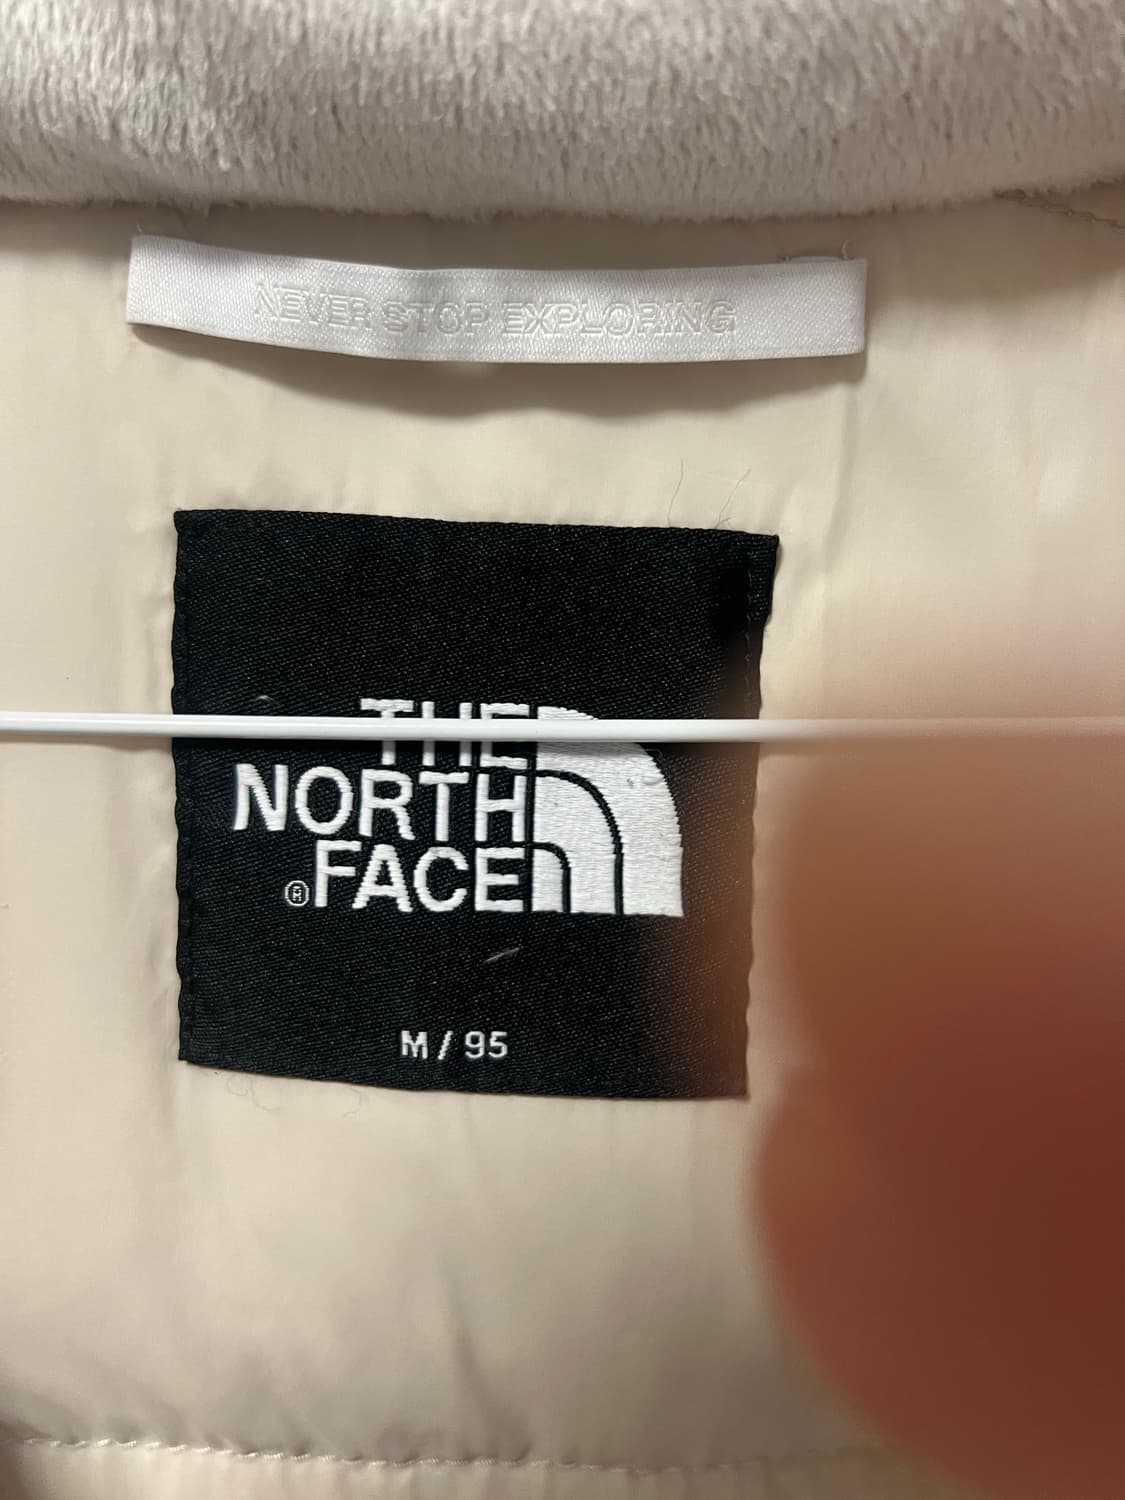 NEVER STOP EXPLORING
THE
NORTH
®FACE
M / 95